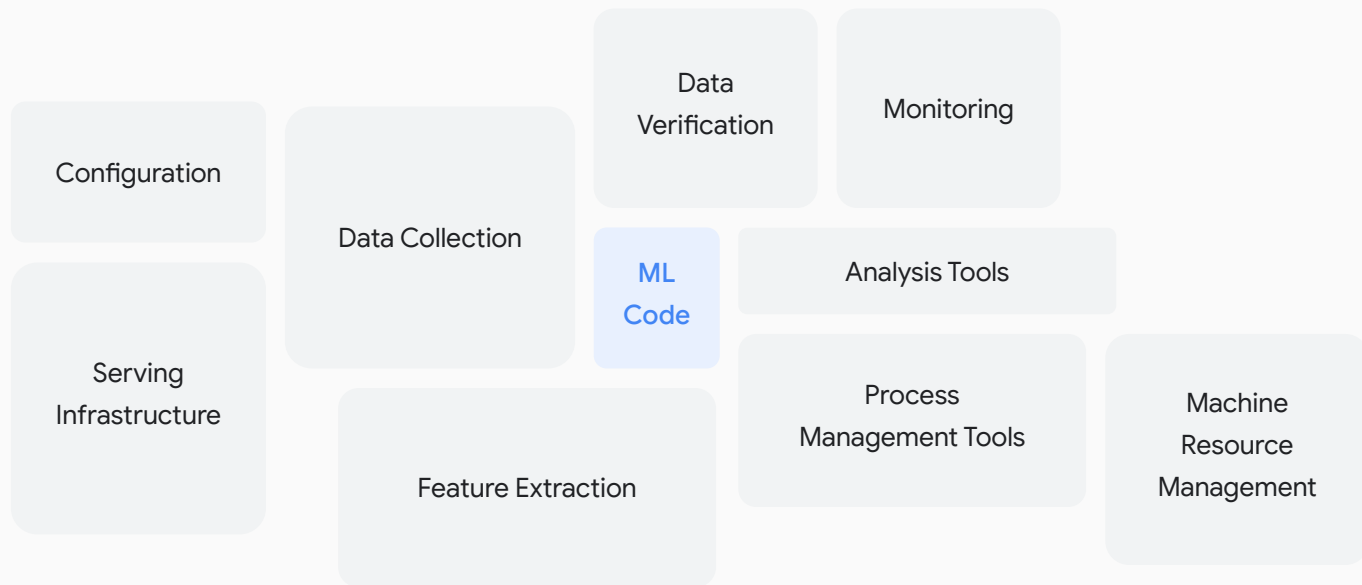 Data
Verification
Monitoring
Configuration
Data Collection
ML
Code
Analysis Tools
Serving
Infrastructure
Process
Management Tools
Machine
Resource
Management
Feature Extraction